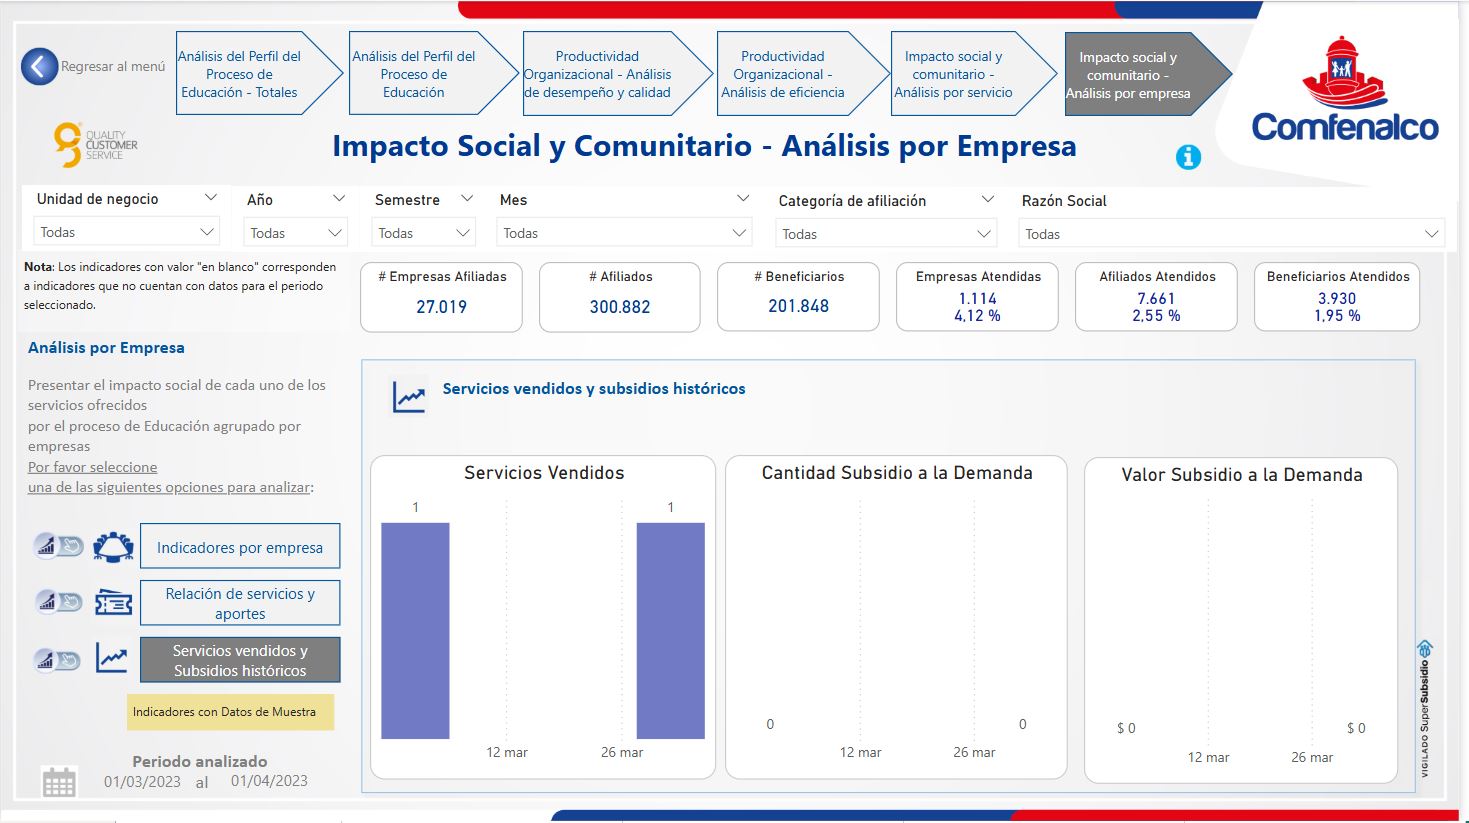 Regresar al menú
Análisis del Perfil del
Proceso de
Educación - Totales
Análisis del Perfil del
Proceso de
Educación
Productividad
Organizacional - Análisis
de desempeño y calidad
Productividad
Organizacional -
Análisis de eficiencia
Impacto social y
comunitario -
Análisis por servicio
Impacto social y
comunitario -
Análisis por empresa
Comfenalco
QUALITY
CUSTOMER
SERVICE
Impacto Social y Comunitario - Análisis por Empresa
i
Unidad de negocio
Todas
Año
Todas
Semestre
Todas
Mes
Todas
Categoría de afiliación
Todas
Razón Social
Todas
Nota: Los indicadores con valor "en blanco" corresponden
a indicadores que no cuentan con datos para el periodo
seleccionado.
# Empresas Afiliadas
27.019
# Afiliados
300.882
# Beneficiarios
201.848
Empresas Atendidas
1.114
4,12 %
Afiliados Atendidos
7.661
2,55 %
Beneficiarios Atendidos
3.930
1,95 %
Análisis por Empresa
Presentar el impacto social de cada uno de los
servicios ofrecidos
por el proceso de Educación agrupado por
empresas
Por favor seleccione
una de las siguientes opciones para analizar:
Indicadores por empresa
Relación de servicios y
aportes
Servicios vendidos y
Subsidios históricos
Indicadores con Datos de Muestra
Periodo analizado
01/03/2023 al 01/04/2023
Servicios vendidos y subsidios históricos
Servicios Vendidos
1
1
12 mar
26 mar
Cantidad Subsidio a la Demanda
0
0
12 mar
26 mar
Valor Subsidio a la Demanda
$ 0
$ 0
12 mar
26 mar
VIGILADO SuperSubsidio